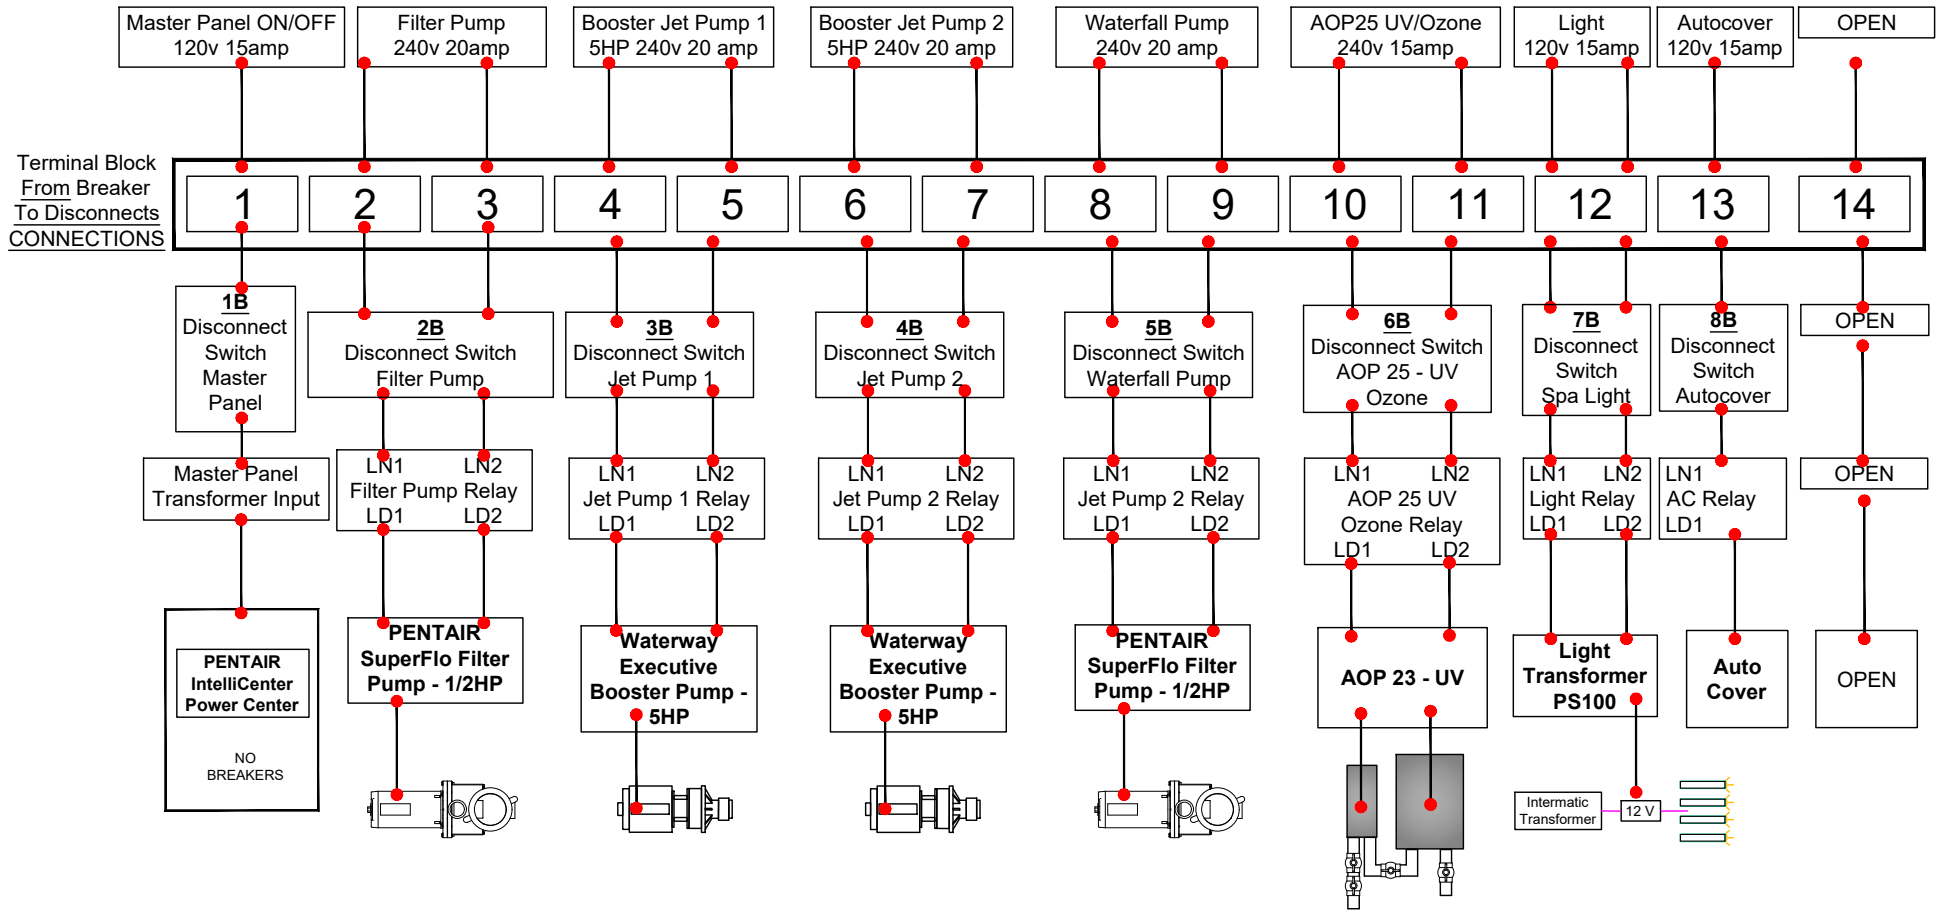 Master Panel ON/OFF
120v 15amp
Filter Pump
240v 20amp
Booster Jet Pump 1
5HP 240v 20 amp
Booster Jet Pump 2
5HP 240v 20 amp
Waterfall Pump
240v 20 amp
AOP25 UV/Ozone
240v 15amp
Light
120v 15amp
Autocover
120v 15amp
OPEN
Terminal Block
From Breaker
To Disconnects
CONNECTIONS
1
2
3
4
5
6
7
8
9
10
11
12
13
14
1B
Disconnect
Switch
Master
Panel
2B
Disconnect Switch
Filter Pump
3B
Disconnect Switch
Jet Pump 1
4B
Disconnect Switch
Jet Pump 2
5B
Disconnect Switch
Waterfall Pump
6B
Disconnect Switch
AOP 25 - UV
Ozone
7B
Disconnect
Switch
Spa Light
8B
Disconnect
Switch
Autocover
OPEN
Master Panel
Transformer Input
LN1 LN2
Filter Pump Relay
LD1 LD2
LN1 LN2
Jet Pump 1 Relay
LD1 LD2
LN1 LN2
Jet Pump 2 Relay
LD1 LD2
LN1 LN2
Jet Pump 2 Relay
LD1 LD2
LN1 LN2
AOP 25 UV
Ozone Relay
LD1 LD2
LN1 LN2
Light Relay
LD1 LD2
LN1
AC Relay
LD1
OPEN
PENTAIR
IntelliCenter
Power Center
NO
BREAKERS
PENTAIR
SuperFlo Filter
Pump - 1/2HP
Waterway
Executive
Booster Pump -
5HP
Waterway
Executive
Booster Pump -
5HP
PENTAIR
SuperFlo Filter
Pump - 1/2HP
AOP 23 - UV
Light
Transformer
PS100
Auto
Cover
OPEN
Intermatic
Transformer
12 V